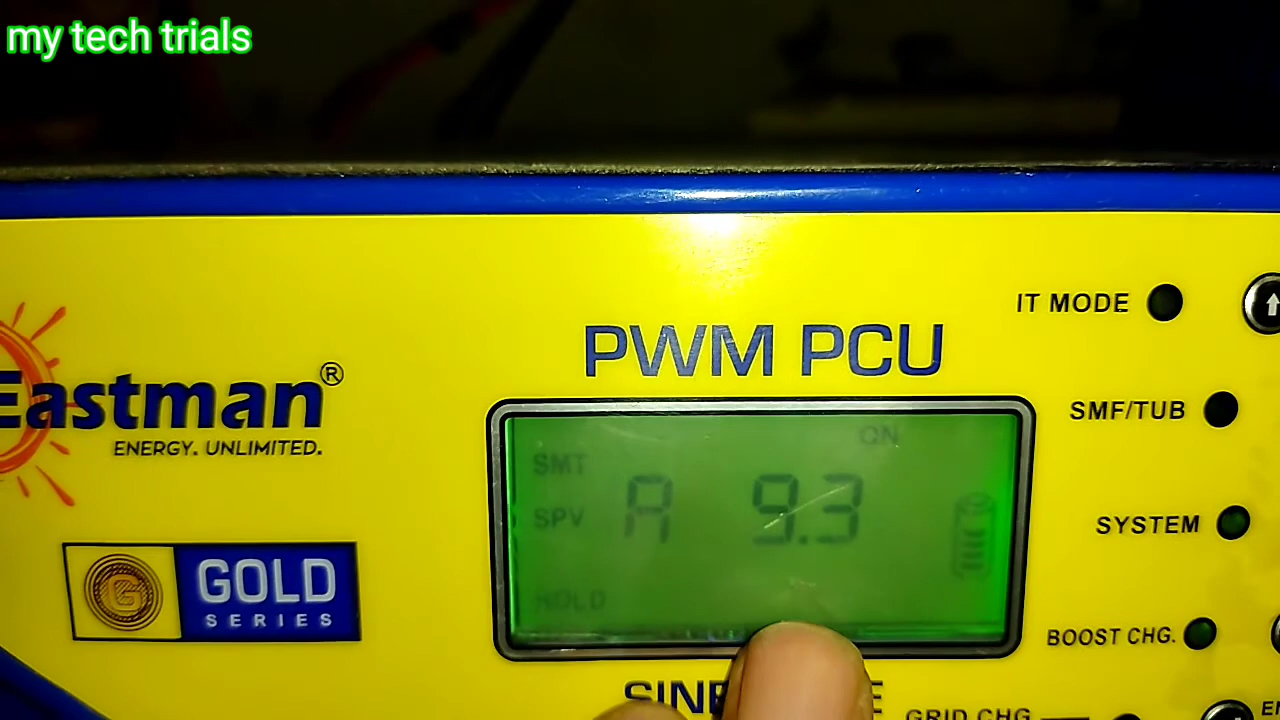 my tech trials
IT MODE
PWM PCU
Eastman®
ENERGY. UNLIMITED.
SMF/TUB
ON
SMT
SPV A 9.3
HOLD
SYSTEM
G GOLD
SERIES
BOOST CHG.
GRID CHG